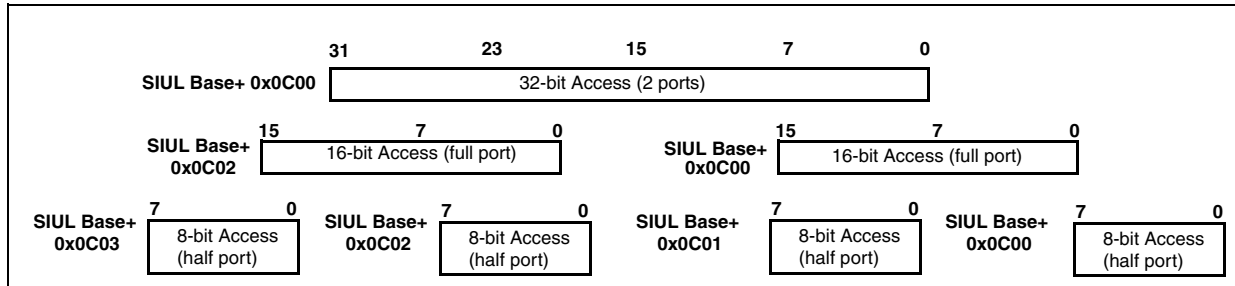 31 23 15 7 0
SIUL Base+ 0x0C00
32-bit Access (2 ports)
15 7 0
SIUL Base+
0x0C02
16-bit Access (full port)
15 7 0
SIUL Base+
0x0C00
16-bit Access (full port)
7 0
SIUL Base+
0x0C03
8-bit Access
(half port)
7 0
SIUL Base+
0x0C02
8-bit Access
(half port)
7 0
SIUL Base+
0x0C01
8-bit Access
(half port)
7 0
SIUL Base+
0x0C00
8-bit Access
(half port)